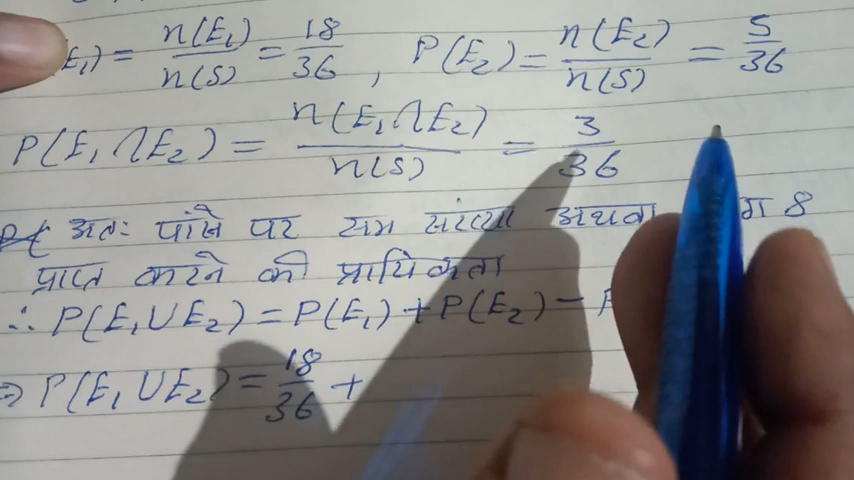 E₁) = n(E₁)/n(S) = 18/36 , P(E₂) = n(E₂)/n(S) = 5/36
P(E₁∩E₂) = n(E₁∩E₂)/n(S) = 3/36
अतः पांसे पर सम संख्या अथवा 8
प्राप्त करने की प्रायिकता
∴ P(E₁∪E₂) = P(E₁) + P(E₂) -
⇒ P(E₁∪E₂) = 18/36 +